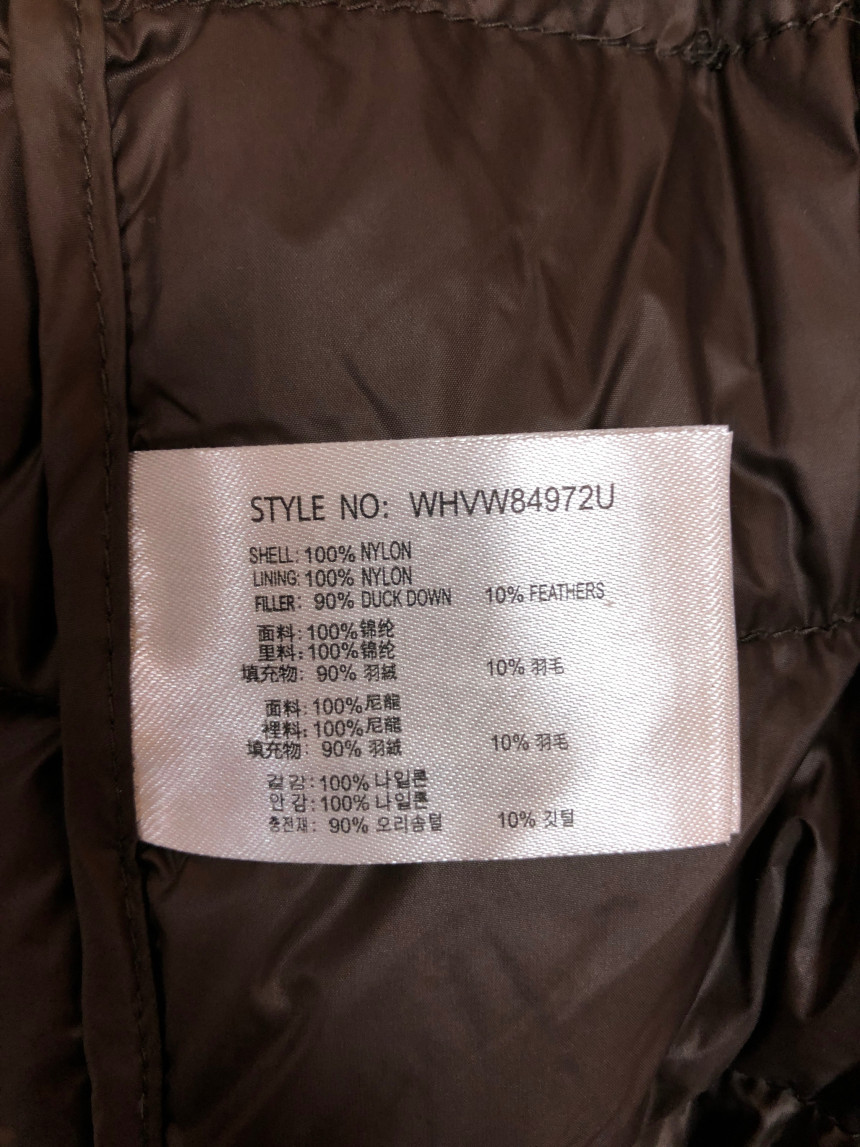 STYLE NO: WHVW84972U
SHELL: 100% NYLON
LINING: 100% NYLON
FILLER: 90% DUCK DOWN 10% FEATHERS
面料: 100% 锦纶
里料: 100% 锦纶
填充物: 90% 羽絨 10% 羽毛
面料: 100% 尼龍
裡料: 100% 尼龍
填充物: 90% 羽絨 10% 羽毛
겉감: 100% 나일론
안감: 100% 나일론
충전재: 90% 오리솜털 10% 깃털